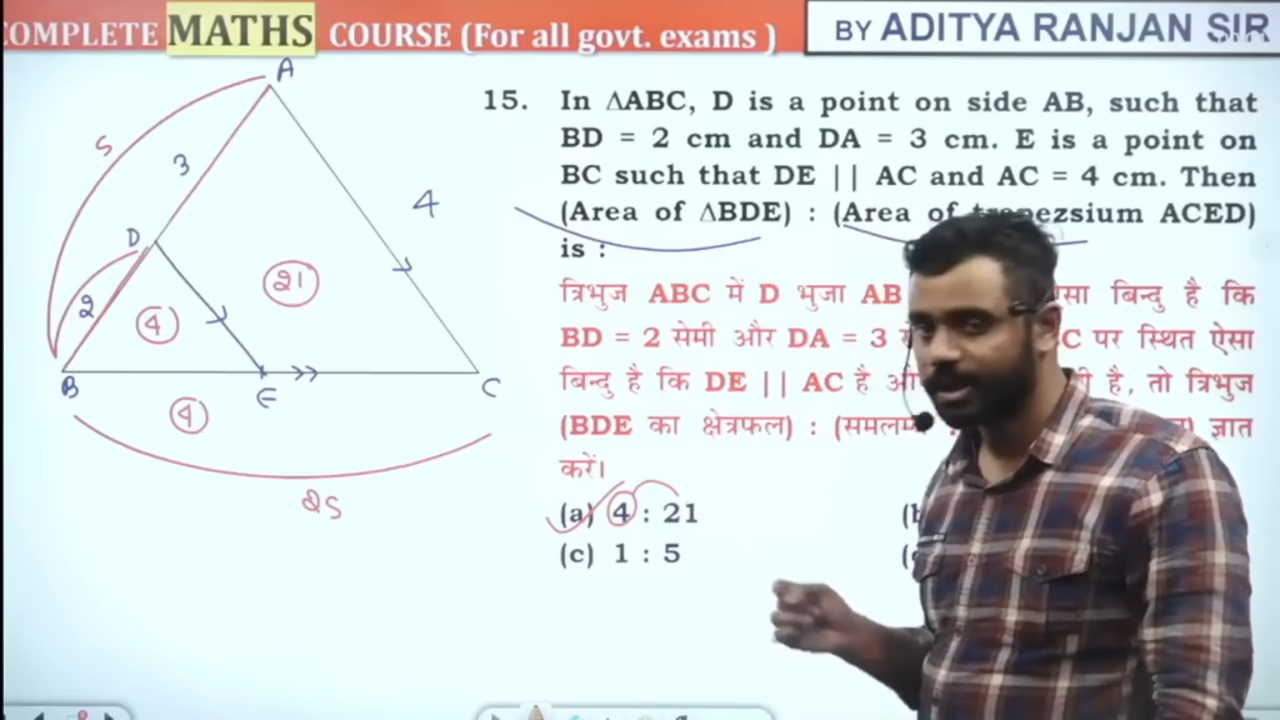 COMPLETE MATHS COURSE (For all govt. exams )
BY ADITYA RANJAN SIR
A
5
3
4
D
2
21
4
B
E
C
4
25
15. In ΔABC, D is a point on side AB, such that
BD = 2 cm and DA = 3 cm. E is a point on
BC such that DE || AC and AC = 4 cm. Then
(Area of ΔBDE) : (Area of ACED)
is :
त्रिभुज ABC में D भुजा AB बिन्दु है कि
BD = 2 सेमी और DA = 3 पर स्थित ऐसा
बिन्दु है कि DE || AC है है, तो त्रिभुज
(BDE का क्षेत्रफल) : ज्ञात
करें।
(a) 4 : 21
(c) 1 : 5